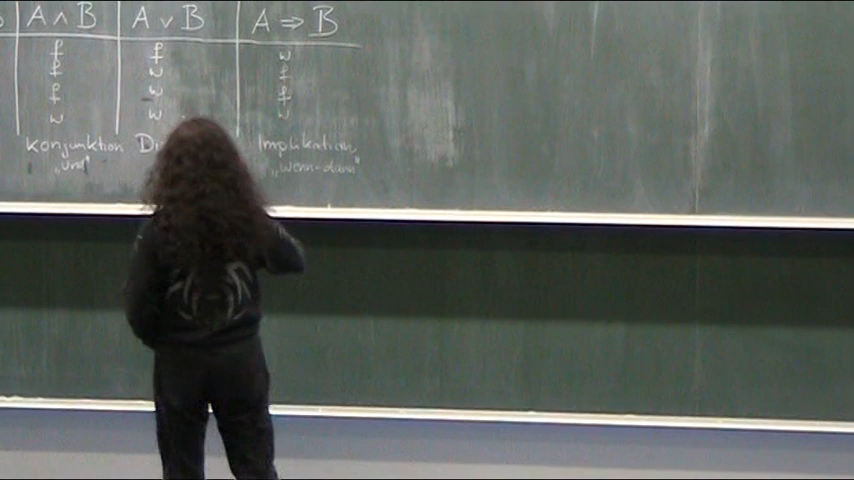 A ∧ B A ∨ B A ⇒ B
f f w
f w
f w f
w w w
Konjunktion Implikation
„und“ „wenn-dann“